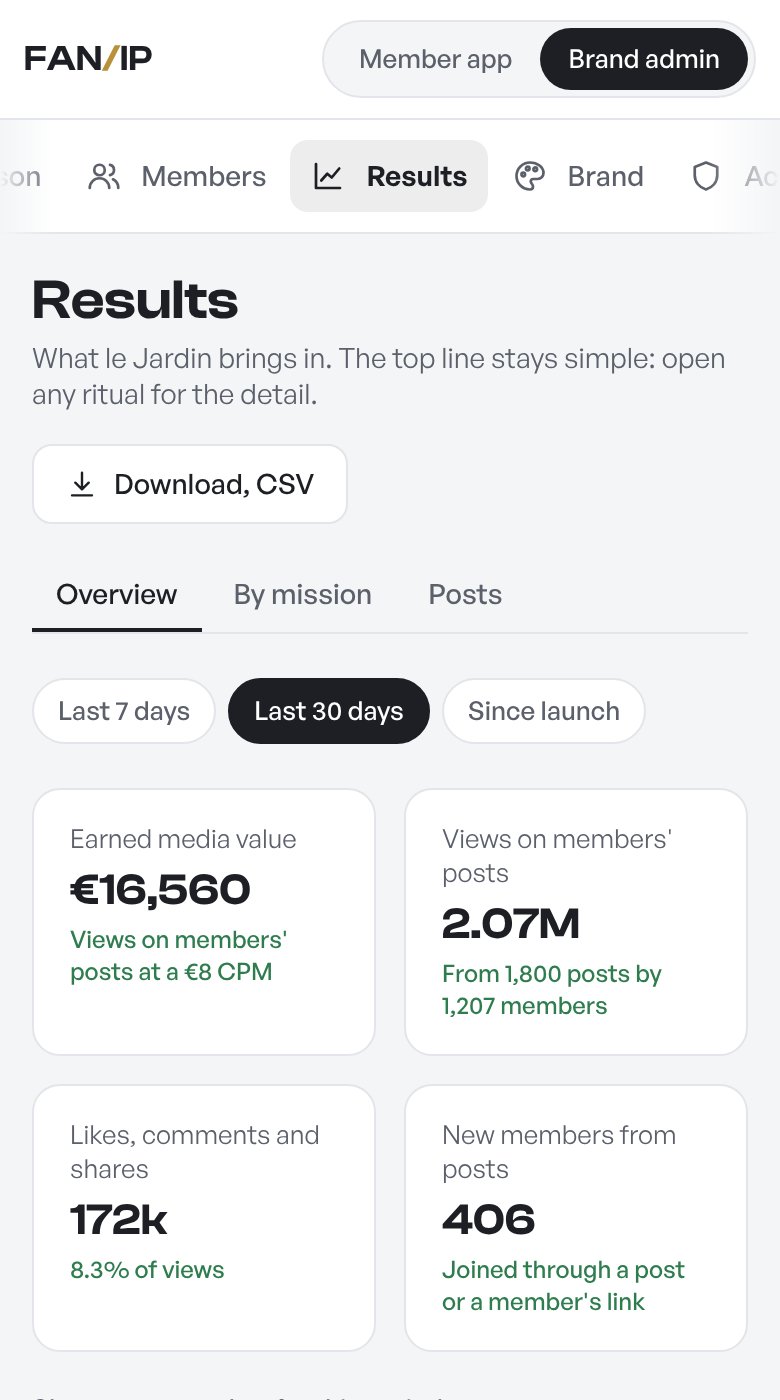 FAN/IP
Member app
Brand admin
Members
Results
Brand
Results
What le Jardin brings in. The top line stays simple: open
any ritual for the detail.
Download, CSV
Overview
By mission
Posts
Last 7 days
Last 30 days
Since launch
Earned media value
€16,560
Views on members'
posts at a €8 CPM
Views on members'
posts
2.07M
From 1,800 posts by
1,207 members
Likes, comments and
shares
172k
8.3% of views
New members from
posts
406
Joined through a post
or a member's link